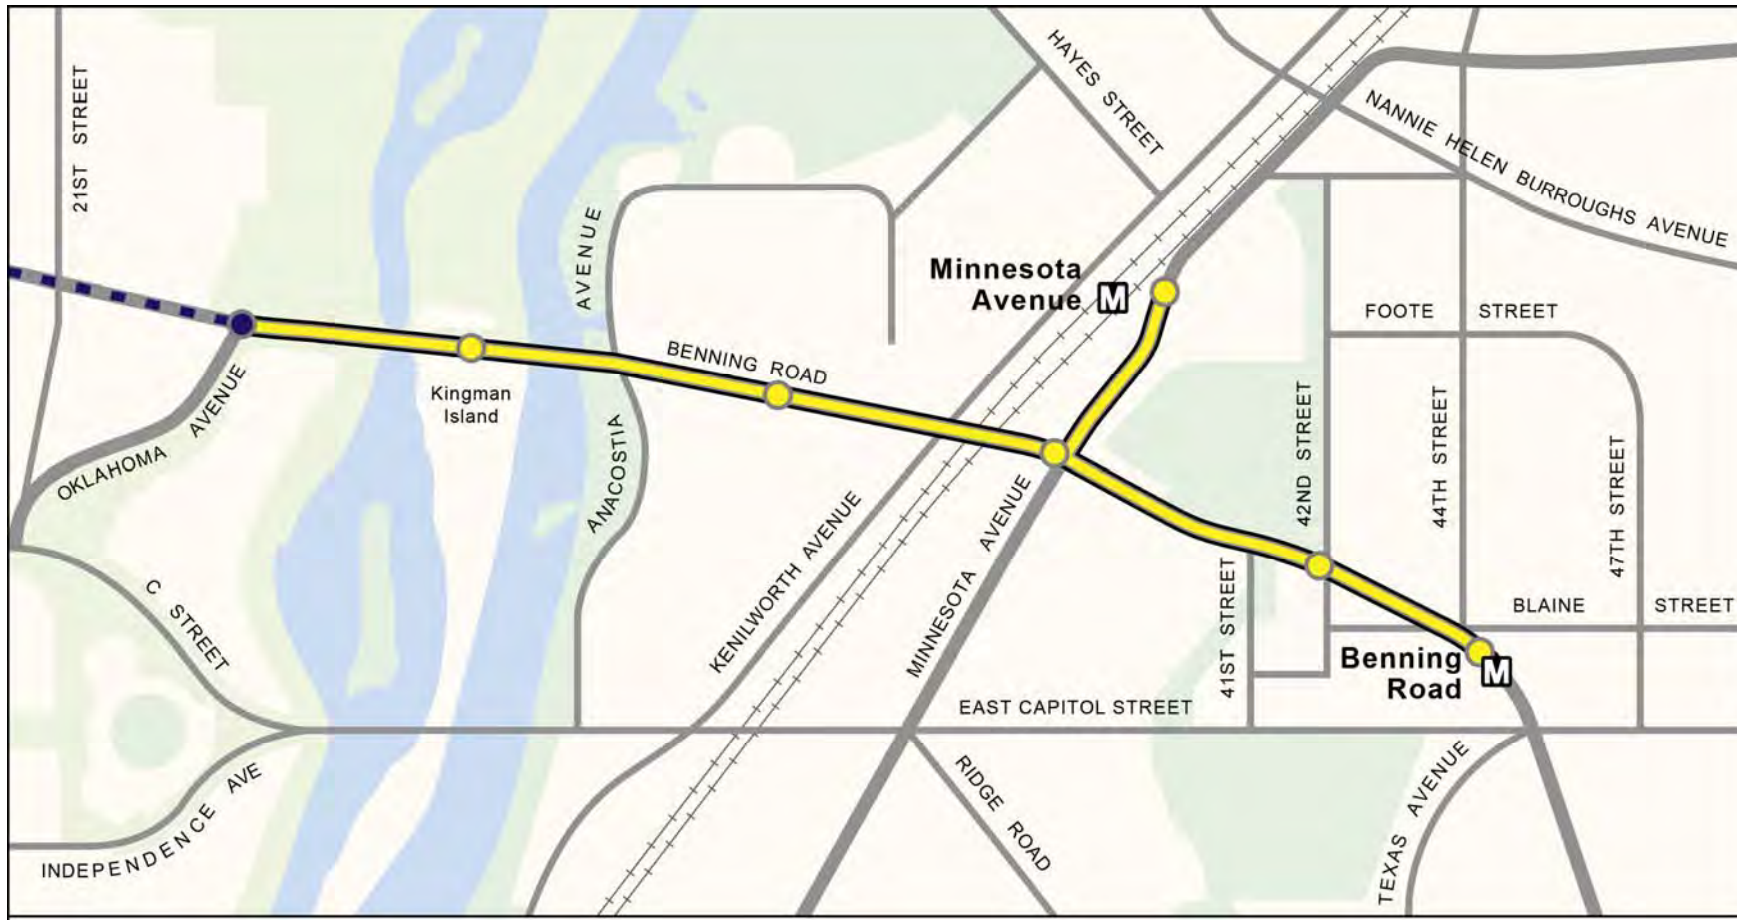 21ST STREET
HAYES STREET
NANNIE HELEN BURROUGHS AVENUE
Minnesota
Avenue M
FOOTE STREET
BENNING ROAD
Kingman
Island
OKLAHOMA AVENUE
ANACOSTIA AVENUE
42ND STREET
44TH STREET
47TH STREET
KENILWORTH AVENUE
MINNESOTA AVENUE
41ST STREET
C STREET
BLAINE STREET
Benning
Road M
EAST CAPITOL STREET
INDEPENDENCE AVE
RIDGE ROAD
TEXAS AVENUE